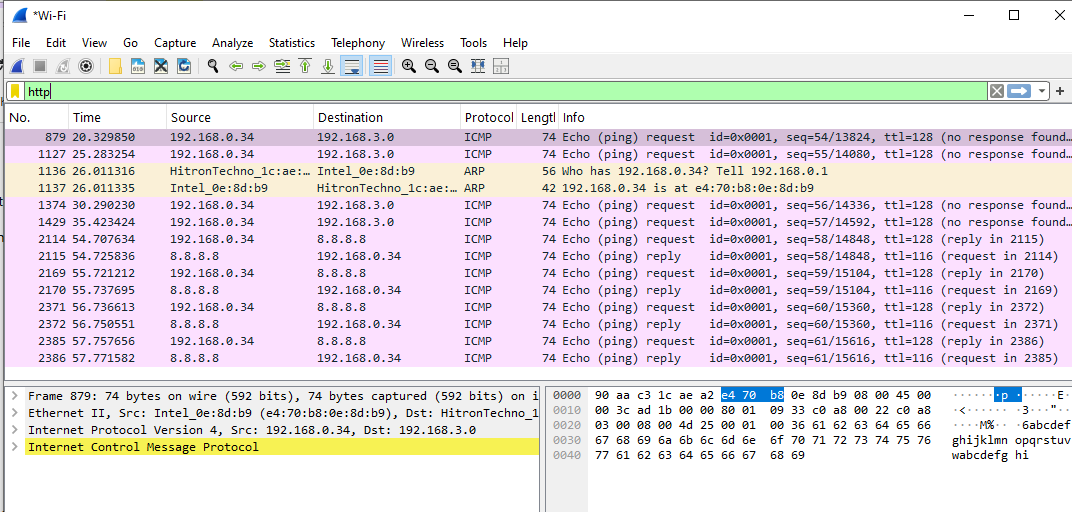 *Wi-Fi
File Edit View Go Capture Analyze Statistics Telephony Wireless Tools Help
http
No. Time Source Destination Protocol Lengtl Info
879 20.329850 192.168.0.34 192.168.3.0 ICMP 74 Echo (ping) request id=0x0001, seq=54/13824, ttl=128 (no response found…
1127 25.283254 192.168.0.34 192.168.3.0 ICMP 74 Echo (ping) request id=0x0001, seq=55/14080, ttl=128 (no response found…
1136 26.011316 HitronTechno_1c:ae:… Intel_0e:8d:b9 ARP 56 Who has 192.168.0.34? Tell 192.168.0.1
1137 26.011335 Intel_0e:8d:b9 HitronTechno_1c:ae:… ARP 42 192.168.0.34 is at e4:70:b8:0e:8d:b9
1374 30.290230 192.168.0.34 192.168.3.0 ICMP 74 Echo (ping) request id=0x0001, seq=56/14336, ttl=128 (no response found…
1429 35.423424 192.168.0.34 192.168.3.0 ICMP 74 Echo (ping) request id=0x0001, seq=57/14592, ttl=128 (no response found…
2114 54.707634 192.168.0.34 8.8.8.8 ICMP 74 Echo (ping) request id=0x0001, seq=58/14848, ttl=128 (reply in 2115)
2115 54.725836 8.8.8.8 192.168.0.34 ICMP 74 Echo (ping) reply id=0x0001, seq=58/14848, ttl=116 (request in 2114)
2169 55.721212 192.168.0.34 8.8.8.8 ICMP 74 Echo (ping) request id=0x0001, seq=59/15104, ttl=128 (reply in 2170)
2170 55.737695 8.8.8.8 192.168.0.34 ICMP 74 Echo (ping) reply id=0x0001, seq=59/15104, ttl=116 (request in 2169)
2371 56.736613 192.168.0.34 8.8.8.8 ICMP 74 Echo (ping) request id=0x0001, seq=60/15360, ttl=128 (reply in 2372)
2372 56.750551 8.8.8.8 192.168.0.34 ICMP 74 Echo (ping) reply id=0x0001, seq=60/15360, ttl=116 (request in 2371)
2385 57.757656 192.168.0.34 8.8.8.8 ICMP 74 Echo (ping) request id=0x0001, seq=61/15616, ttl=128 (reply in 2386)
2386 57.771582 8.8.8.8 192.168.0.34 ICMP 74 Echo (ping) reply id=0x0001, seq=61/15616, ttl=116 (request in 2385)
Frame 879: 74 bytes on wire (592 bits), 74 bytes captured (592 bits) on i
Ethernet II, Src: Intel_0e:8d:b9 (e4:70:b8:0e:8d:b9), Dst: HitronTechno_1
Internet Protocol Version 4, Src: 192.168.0.34, Dst: 192.168.3.0
Internet Control Message Protocol
0000 90 aa c3 1c ae a2 e4 70 b8 0e 8d b9 08 00 45 00 ·······p· ·····E·
0010 00 3c ad 1b 00 00 80 01 09 33 c0 a8 00 22 c0 a8 ·<······ ·3···"··
0020 03 00 08 00 4d 25 00 01 00 36 61 62 63 64 65 66 ····M%·· ·6abcdef
0030 67 68 69 6a 6b 6c 6d 6e 6f 70 71 72 73 74 75 76 ghijklmn opqrstuv
0040 77 61 62 63 64 65 66 67 68 69 wabcdefg hi